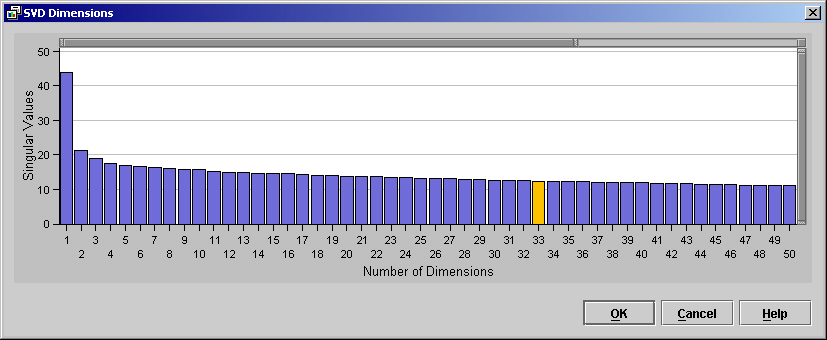 SVD Dimensions
50
40
30
20
10
0
Singular Values
1 3 5 7 9 11 13 15 17 19 21 23 25 27 29 31 33 35 37 39 41 43 45 47 49
2 4 6 8 10 12 14 16 18 20 22 24 26 28 30 32 34 36 38 40 42 44 46 48 50
Number of Dimensions
OK Cancel Help